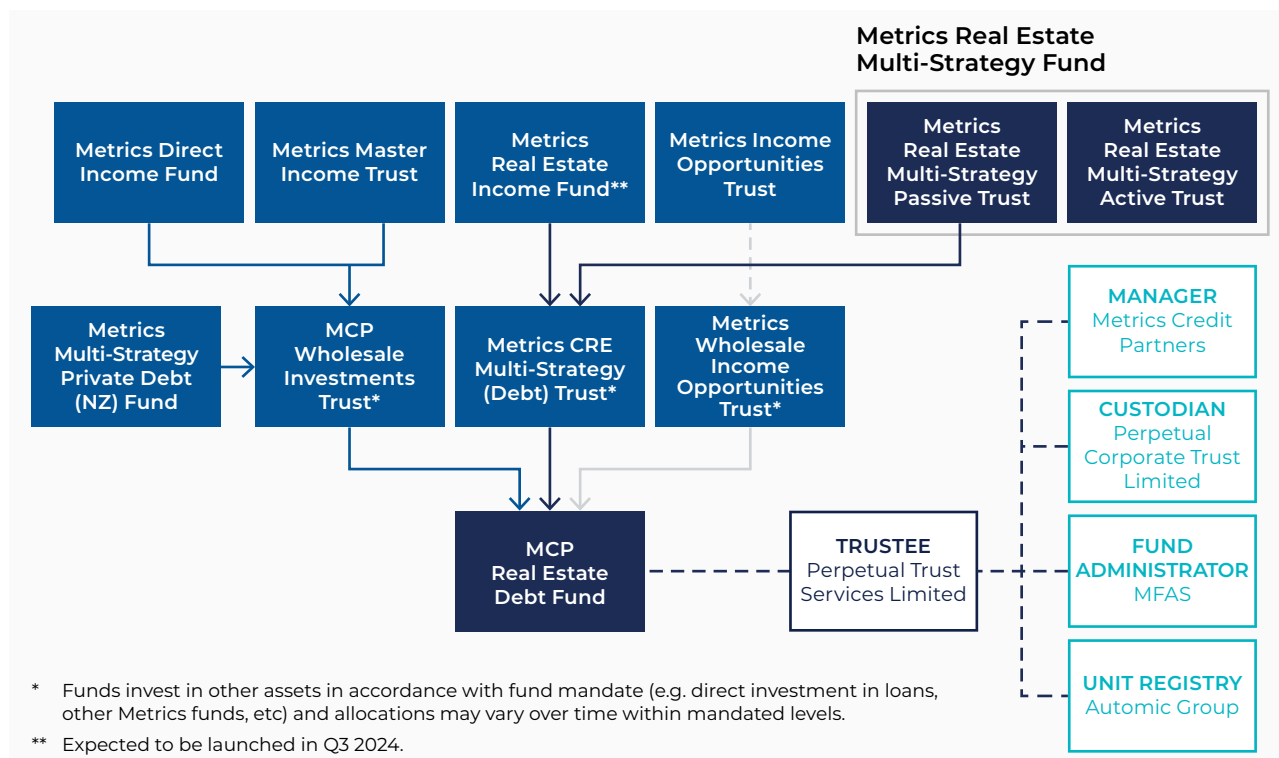 Metrics Real Estate
Multi-Strategy Fund
Metrics Direct
Income Fund
Metrics Master
Income Trust
Metrics
Real Estate
Income Fund**
Metrics Income
Opportunities
Trust
Metrics
Real Estate
Multi-Strategy
Passive Trust
Metrics
Real Estate
Multi-Strategy
Active Trust
Metrics
Multi-Strategy
Private Debt
(NZ) Fund
MCP
Wholesale
Investments
Trust*
Metrics CRE
Multi-Strategy
(Debt) Trust*
Metrics
Wholesale
Income
Opportunities
Trust*
MANAGER
Metrics Credit
Partners
CUSTODIAN
Perpetual
Corporate Trust
Limited
MCP
Real Estate
Debt Fund
TRUSTEE
Perpetual Trust
Services Limited
FUND
ADMINISTRATOR
MFAS
UNIT REGISTRY
Automic Group
* Funds invest in other assets in accordance with fund mandate (e.g. direct investment in loans,
other Metrics funds, etc) and allocations may vary over time within mandated levels.
** Expected to be launched in Q3 2024.